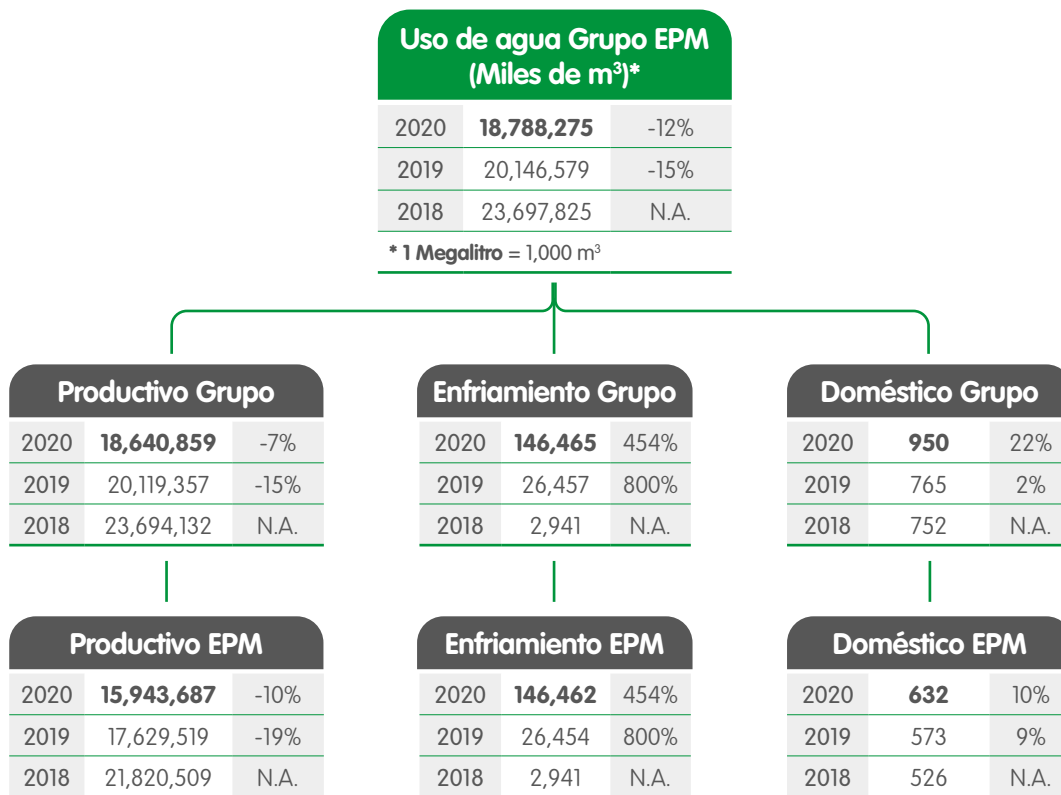 Uso de agua Grupo EPM
(Miles de m³)*
2020 18,788,275 -12%
2019 20,146,579 -15%
2018 23,697,825 N.A.
* 1 Megalitro = 1,000 m³
Productivo Grupo
2020 18,640,859 -7%
2019 20,119,357 -15%
2018 23,694,132 N.A.
Enfriamiento Grupo
2020 146,465 454%
2019 26,457 800%
2018 2,941 N.A.
Doméstico Grupo
2020 950 22%
2019 765 2%
2018 752 N.A.
Productivo EPM
2020 15,943,687 -10%
2019 17,629,519 -19%
2018 21,820,509 N.A.
Enfriamiento EPM
2020 146,462 454%
2019 26,454 800%
2018 2,941 N.A.
Doméstico EPM
2020 632 10%
2019 573 9%
2018 526 N.A.